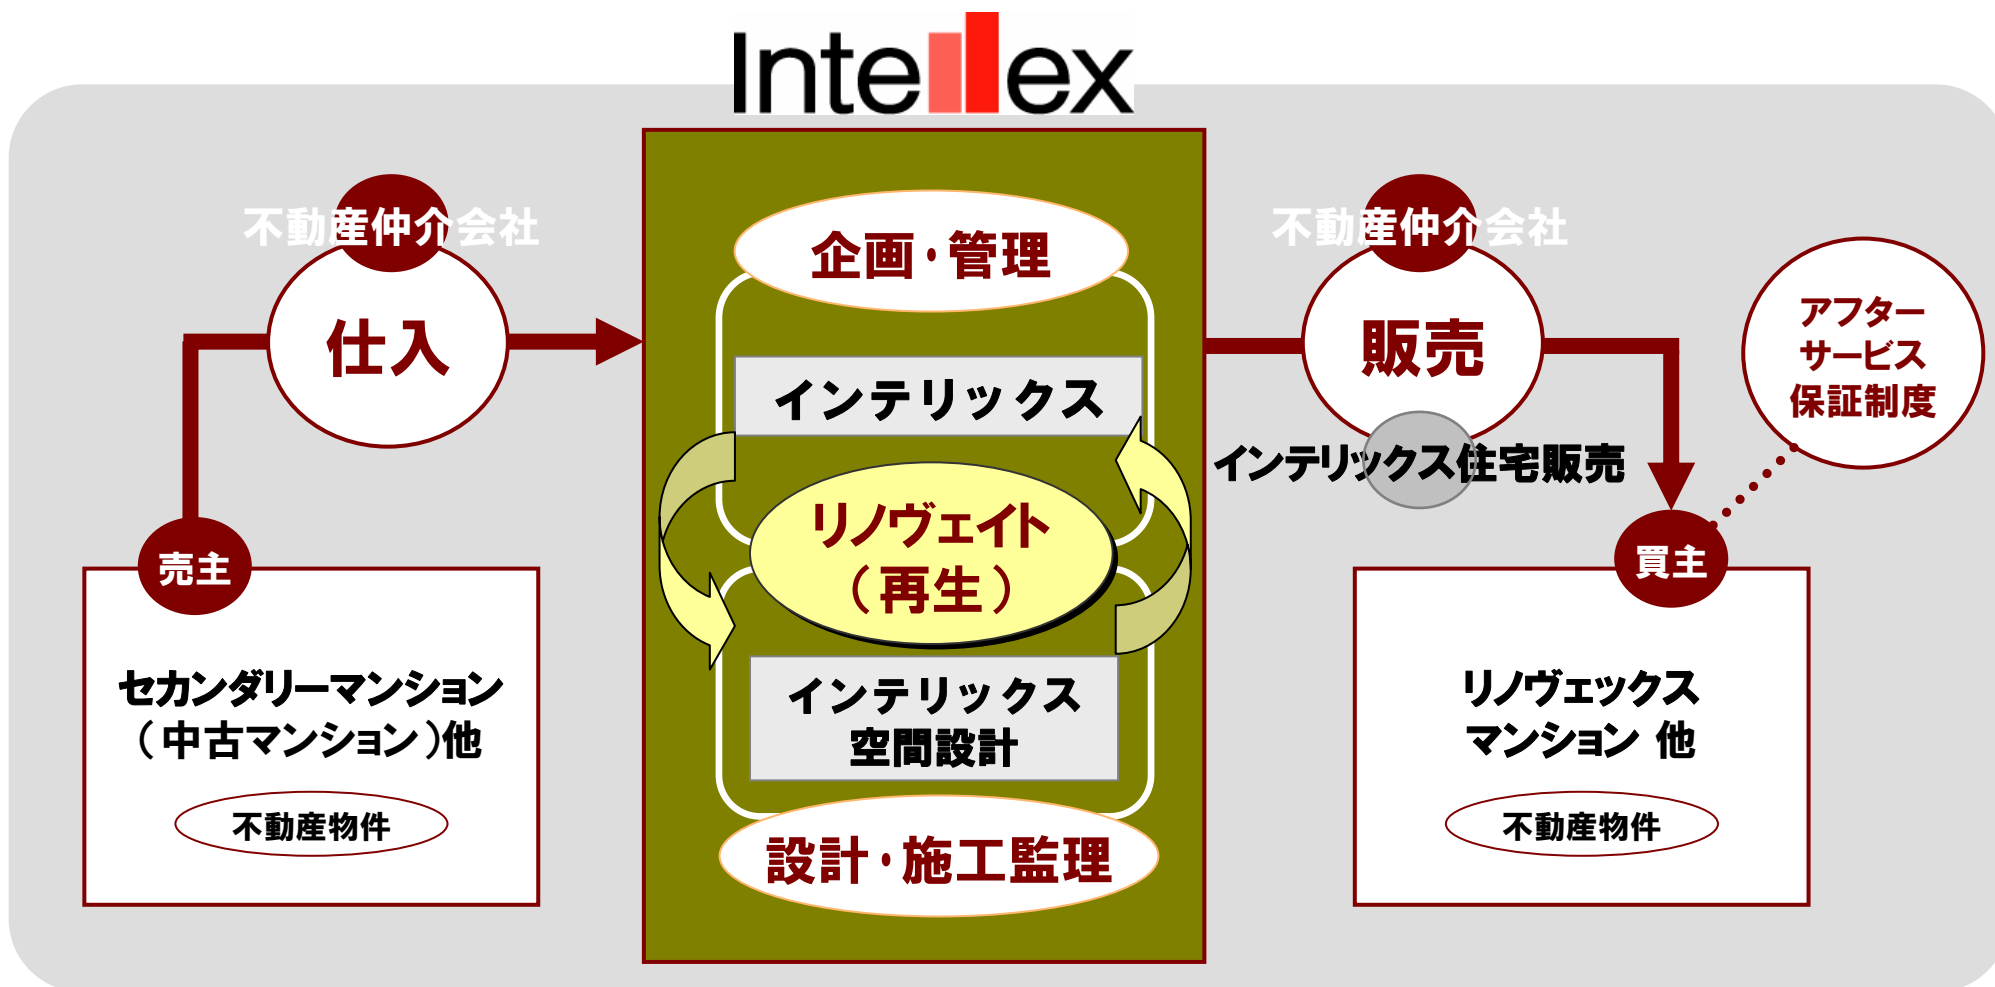 Intellex
不動産仲介会社
仕入
売主
セカンダリーマンション
（中古マンション）他
不動産物件
企画・管理
インテリックス
リノヴェイト
（再生）
インテリックス
空間設計
設計・施工監理
不動産仲介会社
販売
インテリックス住宅販売
アフター
サービス
保証制度
買主
リノヴェックス
マンション 他
不動産物件